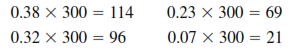 0.38 × 300 = 114 0.23 × 300 = 69
0.32 × 300 = 96 0.07 × 300 = 21